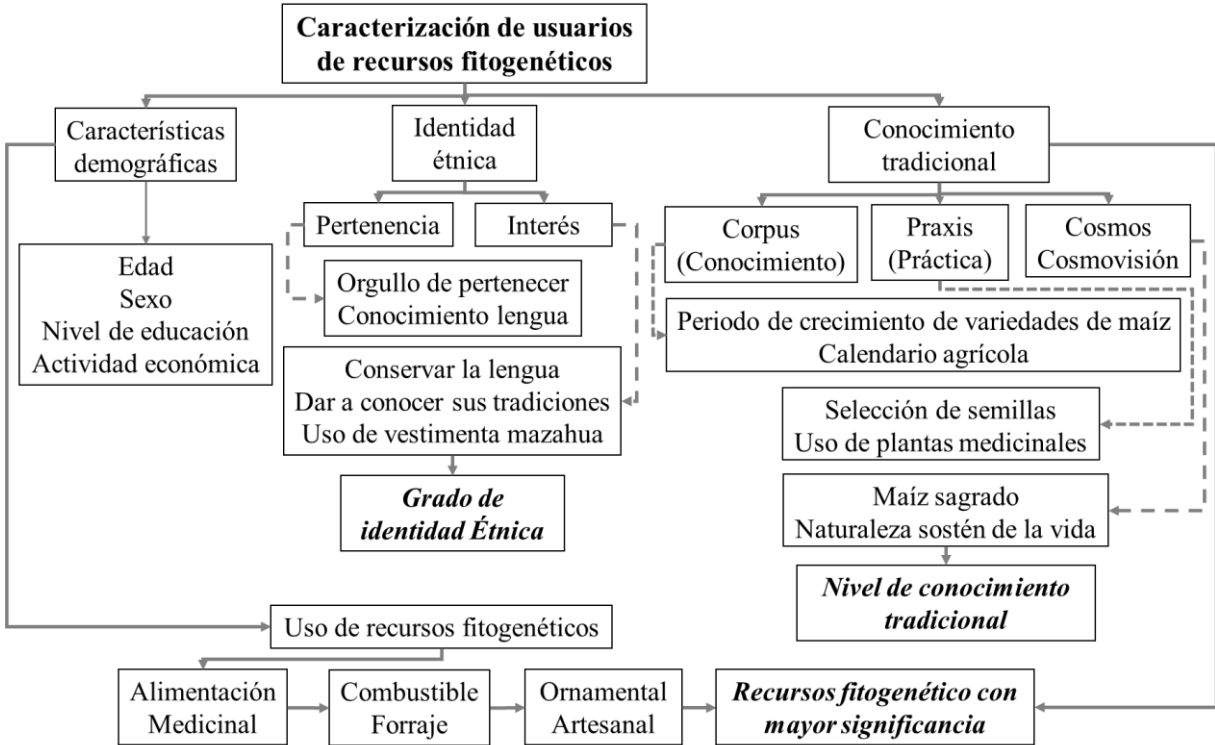 Caracterización de usuarios
de recursos fitogenéticos
Características
demográficas
Identidad
étnica
Conocimiento
tradicional
Pertenencia
Interés
Corpus
(Conocimiento)
Praxis
(Práctica)
Cosmos
Cosmovisión
Edad
Sexo
Nivel de educación
Actividad económica
Orgullo de pertenecer
Conocimiento lengua
Periodo de crecimiento de variedades de maíz
Calendario agrícola
Conservar la lengua
Dar a conocer sus tradiciones
Uso de vestimenta mazahua
Selección de semillas
Uso de plantas medicinales
Grado de
identidad Étnica
Maíz sagrado
Naturaleza sostén de la vida
Nivel de conocimiento
tradicional
Uso de recursos fitogenéticos
Alimentación
Medicinal
Combustible
Forraje
Ornamental
Artesanal
Recursos fitogenético con
mayor significancia